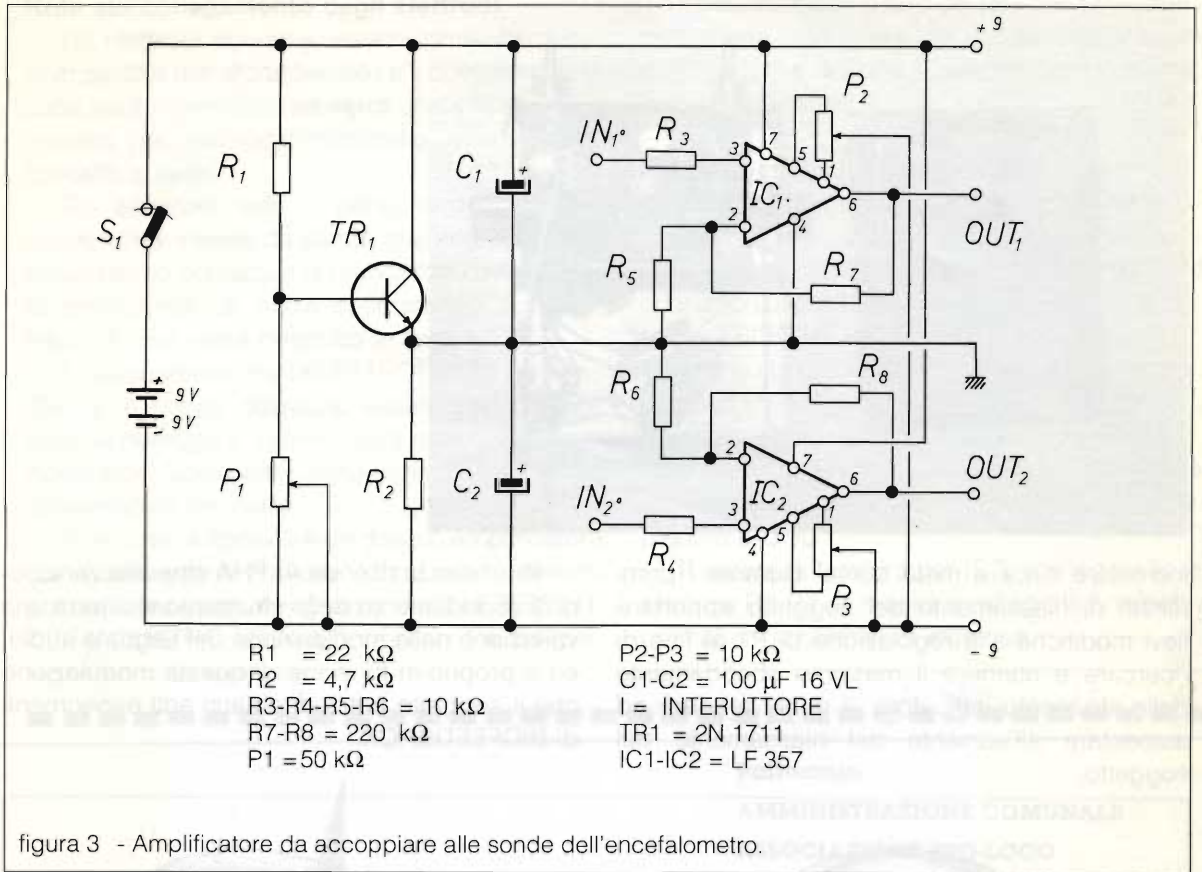 + 9
R1
P2
IN1°
R3
C1
+
3
7
5
1
IC1
6
2
4
OUT1
S1
TR1
R5
R7
+
9V
9V
-
R6
R8
P1
R2
C2
+
2
7
IC2
6
OUT2
IN2°
3
4
5
1
R4
P3
- 9
R1 = 22 kΩ
R2 = 4,7 kΩ
R3-R4-R5-R6 = 10 kΩ
R7-R8 = 220 kΩ
P1 = 50 kΩ
P2-P3 = 10 kΩ
C1-C2 = 100 µF 16 VL
I = INTERUTTORE
TR1 = 2N 1711
IC1-IC2 = LF 357
figura 3 - Amplificatore da accoppiare alle sonde dell'encefalometro.